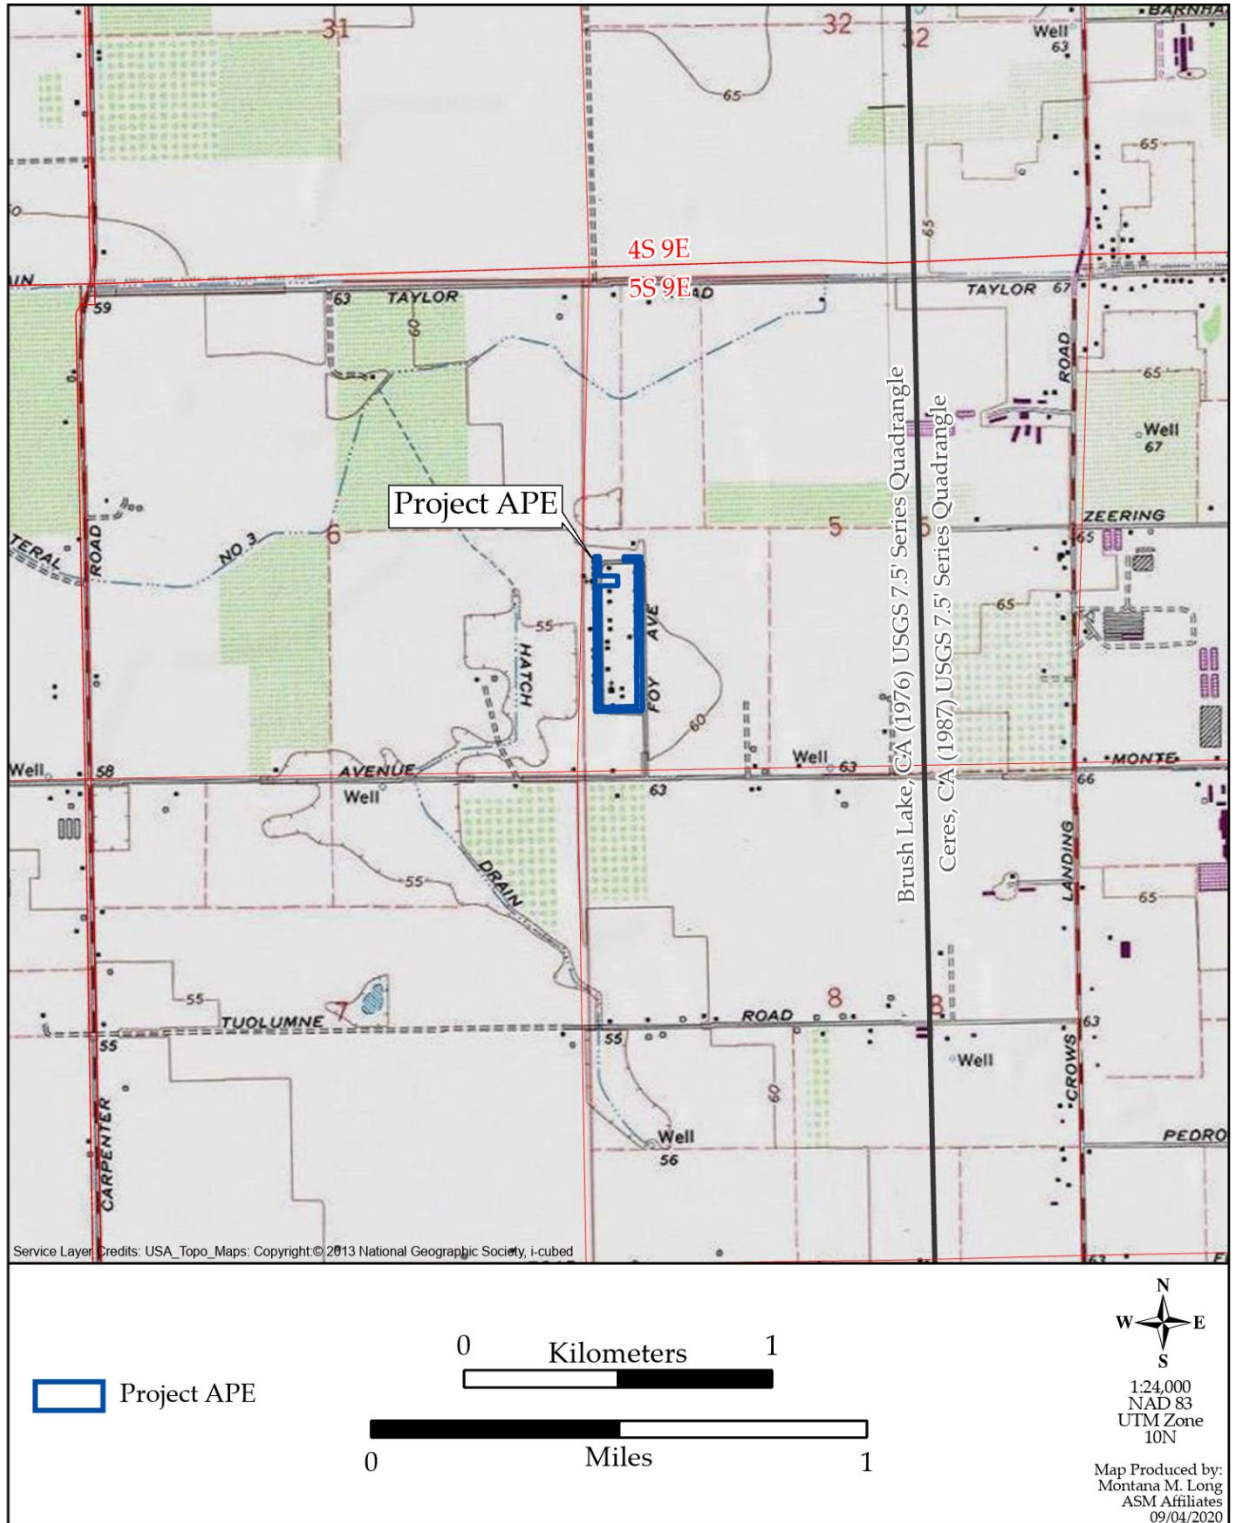 31
32
32
BARNHA
Well
63
65
65
65
60
4S 9E
5S 9E
AIN
59
63
TAYLOR
60
ROAD
TAYLOR
67
ROAD
65
Well
67
Brush Lake, CA (1976) USGS 7.5' Series Quadrangle
Ceres, CA (1987) USGS 7.5' Series Quadrangle
Project APE
TERAL
ROAD
NO 3
6
5
ZEERING
65
65
55
HATCH
FOY AVE
60
Well
58
AVENUE
Well
63
Well
63
MONTE
66
55
DRAIN
LANDING
65
55
7
TUOLUMNE
55
8
ROAD
8
55
63
Well
60
CROWS
CARPENTER
Well
56
PEDRO
63
Service Layer Credits: USA_Topo_Maps: Copyright:© 2013 National Geographic Society, i-cubed
Project APE
0 1
Kilometers
0 1
Miles
N
W E
S
1:24,000
NAD 83
UTM Zone
10N
Map Produced by:
Montana M. Long
ASM Affiliates
09/04/2020